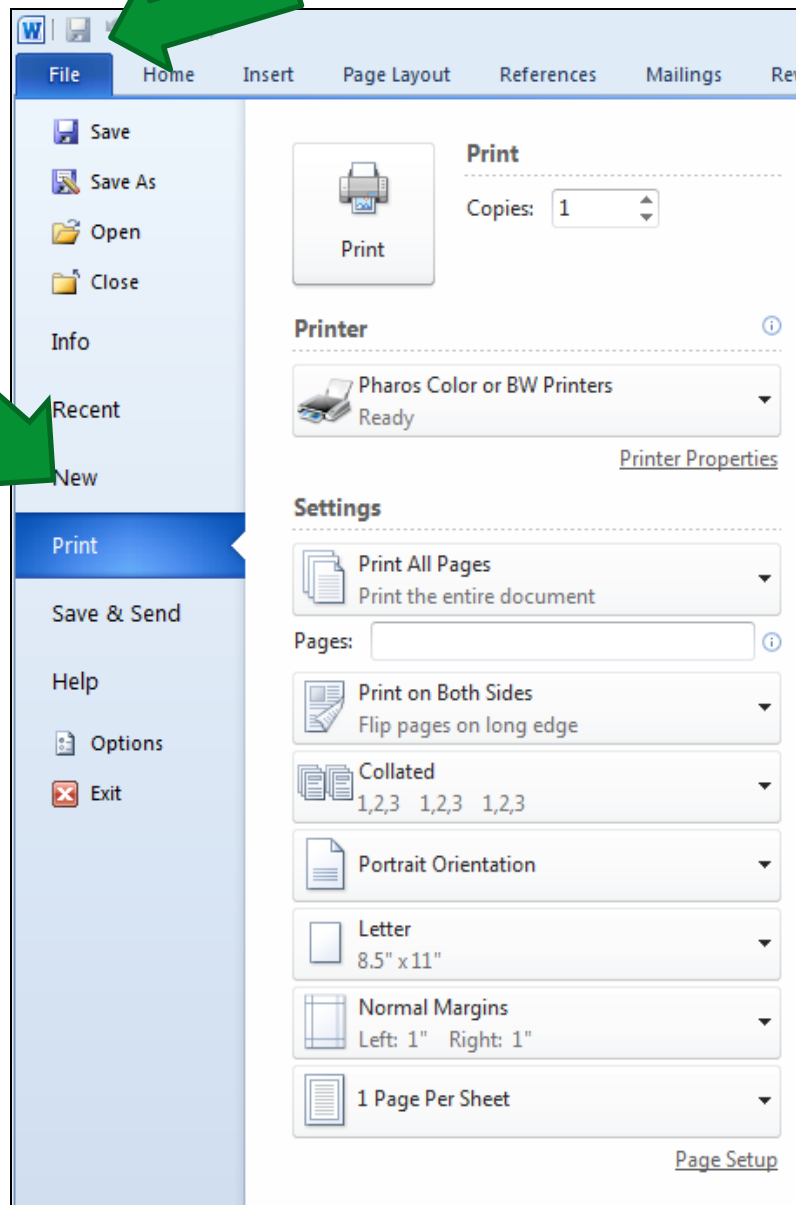 W
File Home Insert Page Layout References Mailings
Save
Save As
Open
Close
Info
Recent
New
Print
Save & Send
Help
Options
Exit
Print
Print
Copies: 1
Printer
Pharos Color or BW Printers
Ready
Printer Properties
Settings
Print All Pages
Print the entire document
Pages:
Print on Both Sides
Flip pages on long edge
Collated
1,2,3 1,2,3 1,2,3
Portrait Orientation
Letter
8.5" x 11"
Normal Margins
Left: 1" Right: 1"
1 Page Per Sheet
Page Setup